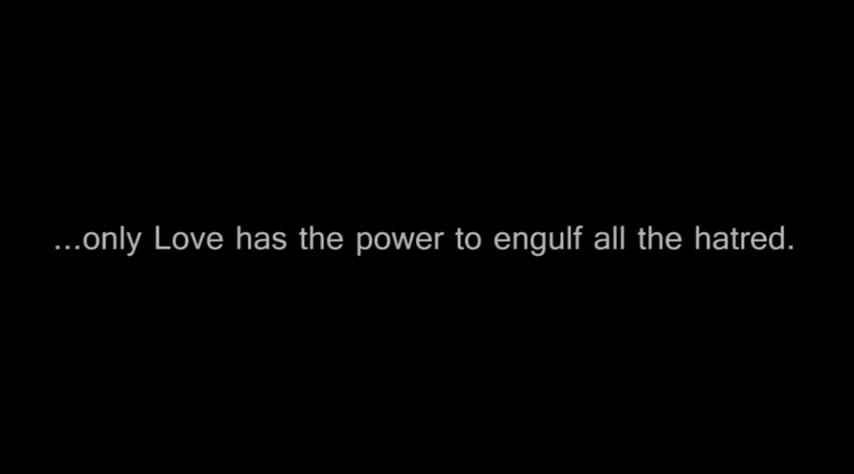 ...only Love has the power to engulf all the hatred.